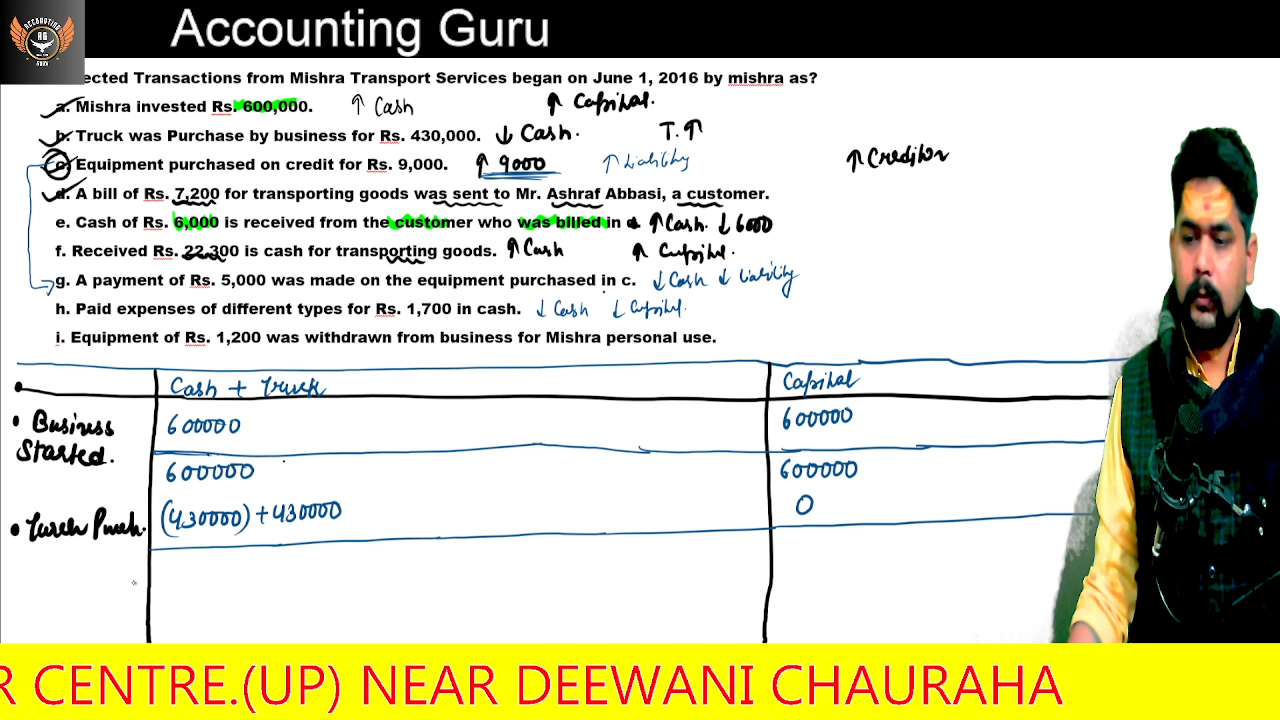 Accounting Guru
ACCOUNTING
AG
GURU
ected Transactions from Mishra Transport Services began on June 1, 2016 by mishra as?
a. Mishra invested Rs. 600,000. ↑ Cash ↑ Capital.
b. Truck was Purchase by business for Rs. 430,000. ↓ Cash. T. ↑
c. Equipment purchased on credit for Rs. 9,000. ↑ 9000 ↑ Liability ↑ Creditor
d. A bill of Rs. 7,200 for transporting goods was sent to Mr. Ashraf Abbasi, a customer.
e. Cash of Rs. 6,000 is received from the customer who was billed in ↑ Cash. ↓ 6000
f. Received Rs. 22,300 is cash for transporting goods. ↑ Cash ↑ Capital.
g. A payment of Rs. 5,000 was made on the equipment purchased in c. ↓ Cash ↓ Liability
h. Paid expenses of different types for Rs. 1,700 in cash. ↓ Cash ↓ Capital.
i. Equipment of Rs. 1,200 was withdrawn from business for Mishra personal use.
Cash + Truck Capital
• Business 600000 600000
Started.
600000 600000
• Truck Purch. (430000) + 430000 0
R CENTRE.(UP) NEAR DEEWANI CHAURAHA